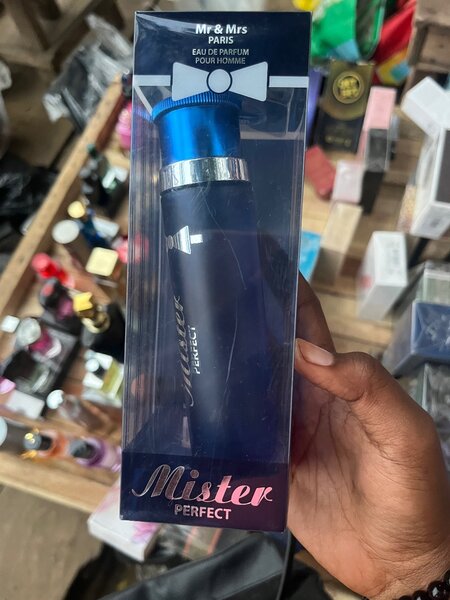 Mr & Mrs
PARIS
EAU DE PARFUM
POUR HOMME
Mister
PERFECT
Mister
PERFECT